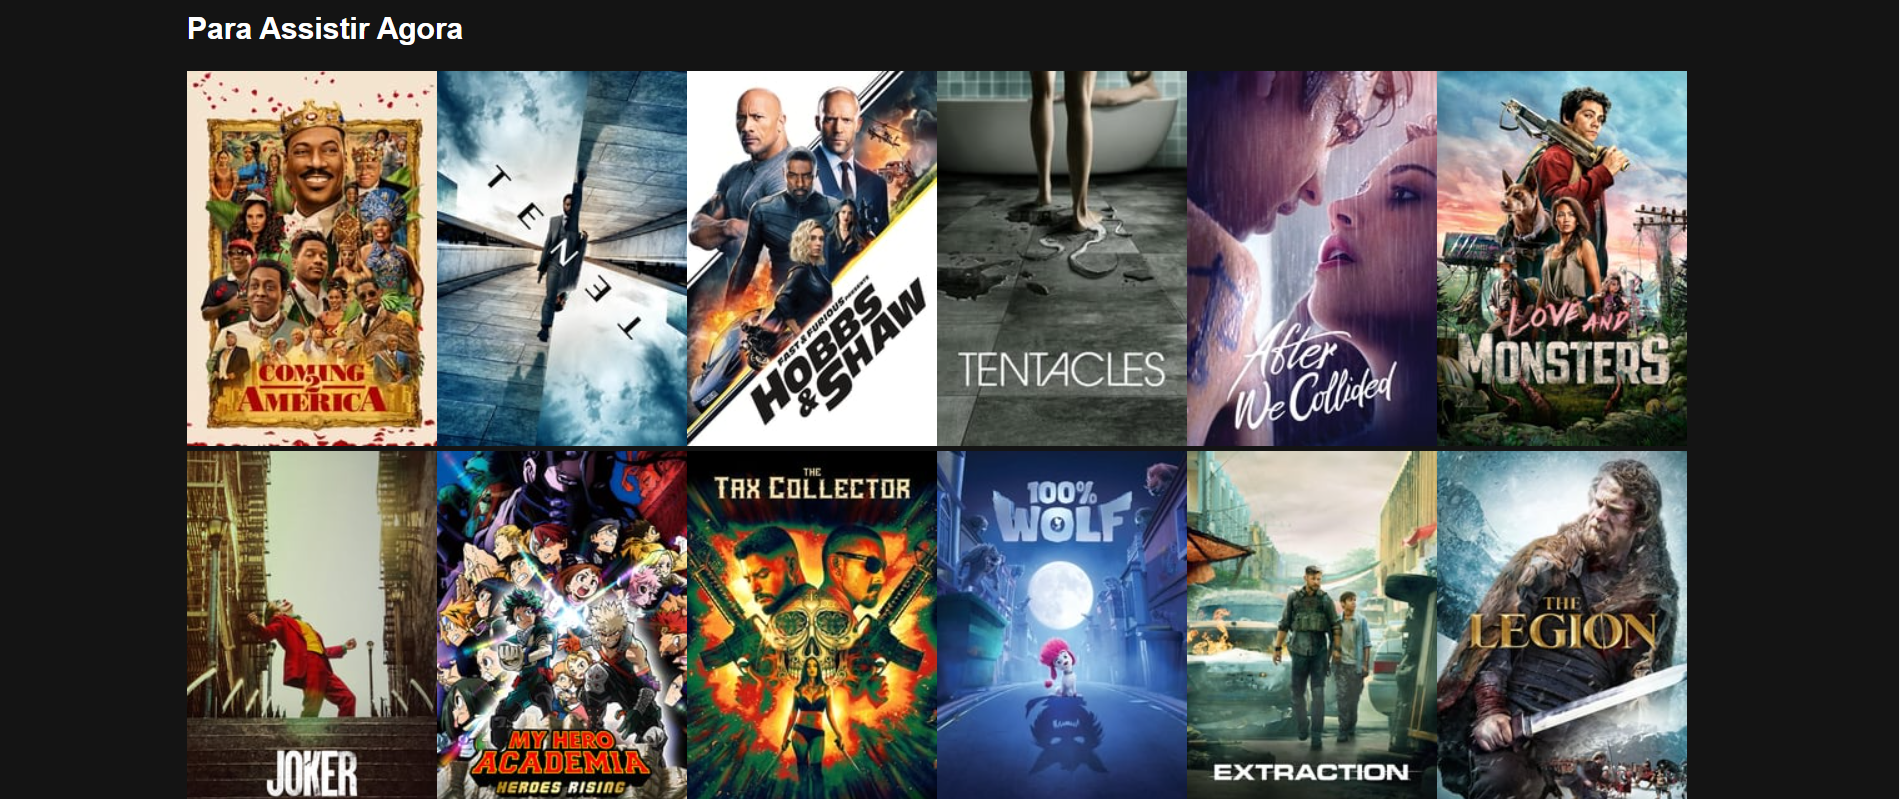 Para Assistir Agora
COMING
2
AMERICA
TENET
FAST & FURIOUS PRESENTS
HOBBS
& SHAW
TENTACLES
After
We Collided
LOVE AND
MONSTERS
JOKER
MY HERO
ACADEMIA
HEROES RISING
THE
TAX COLLECTOR
100%
WOLF
EXTRACTION
THE
LEGION